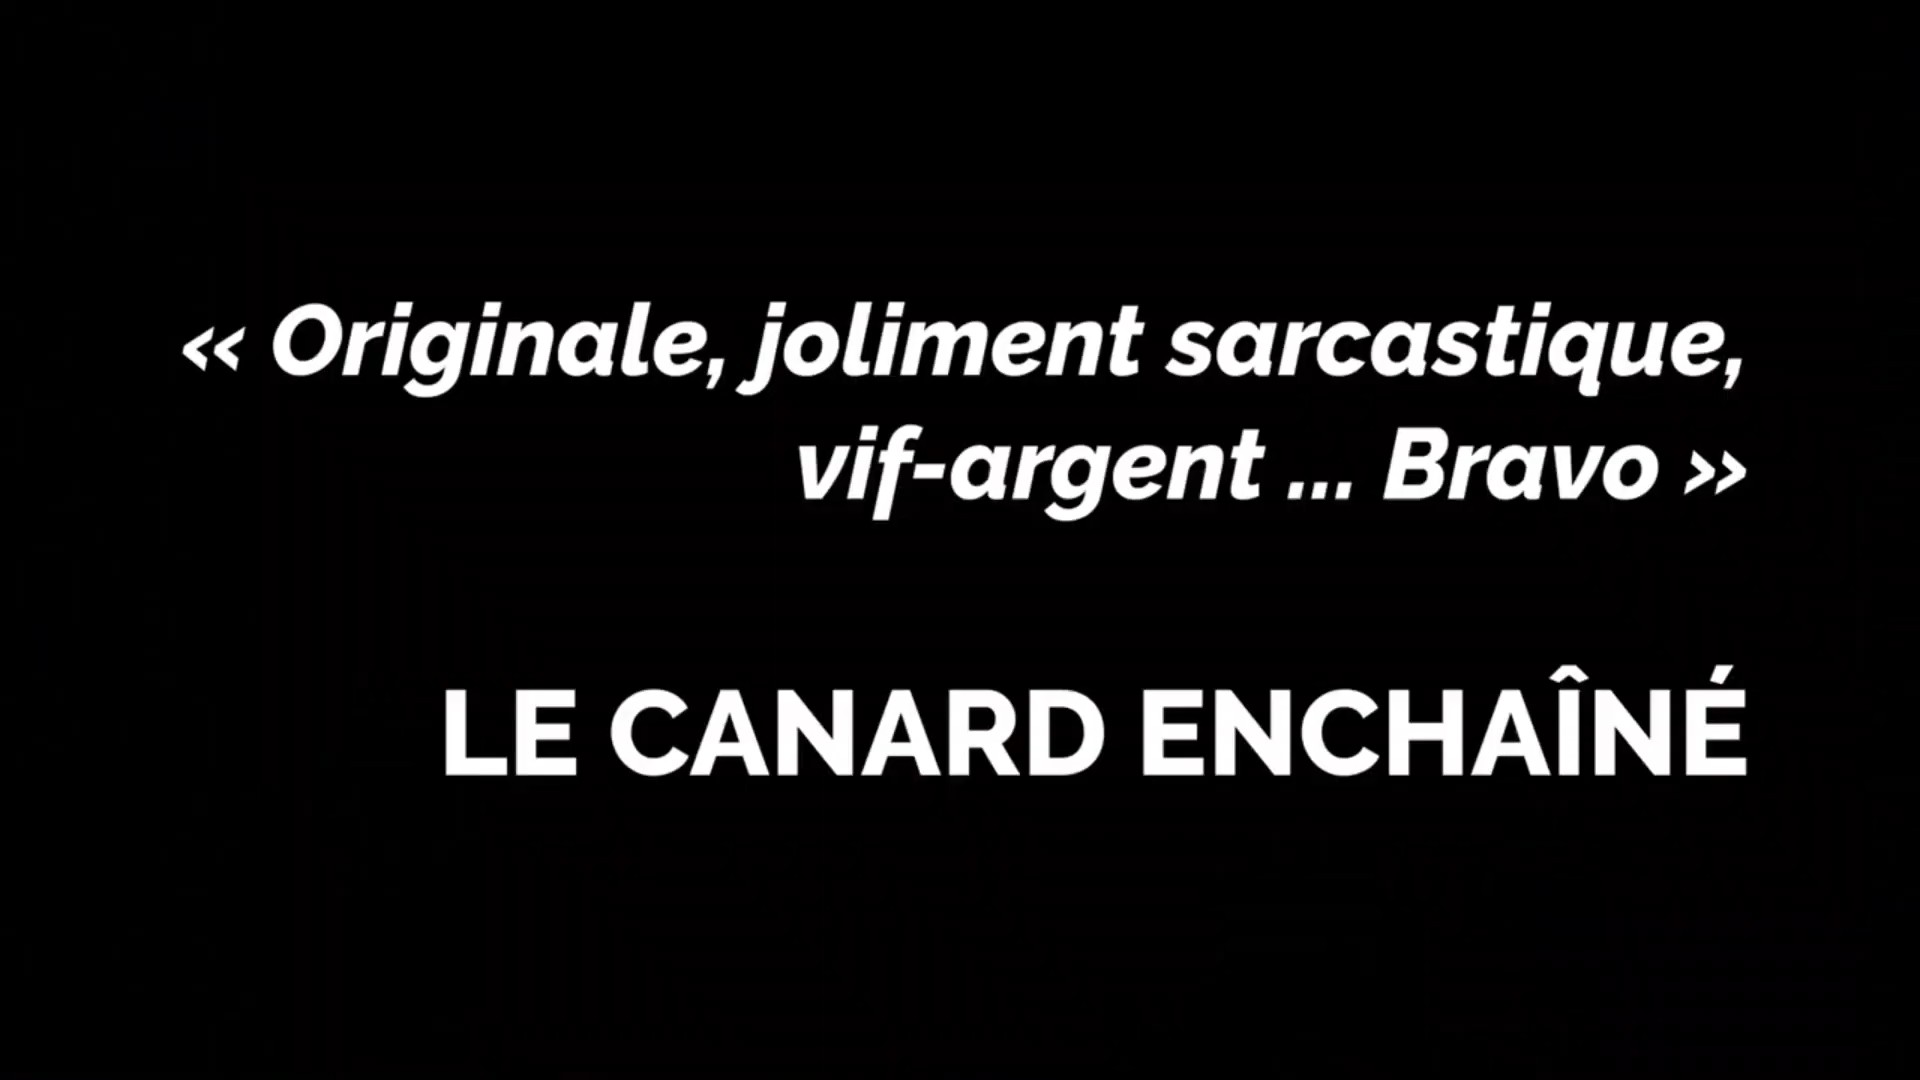 « Originale, joliment sarcastique,
vif-argent ... Bravo »
LE CANARD ENCHAÎNÉ